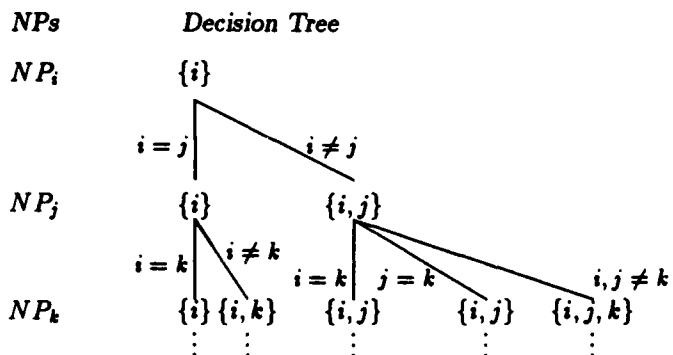 NPs Decision Tree
NP_i {i}
i = j i ≠ j
NP_j {i} {i, j}
i = k i ≠ k i = k j = k i, j ≠ k
NP_k {i} {i, k} {i, j} {i, j} {i, j, k}
⋮ ⋮ ⋮ ⋮ ⋮